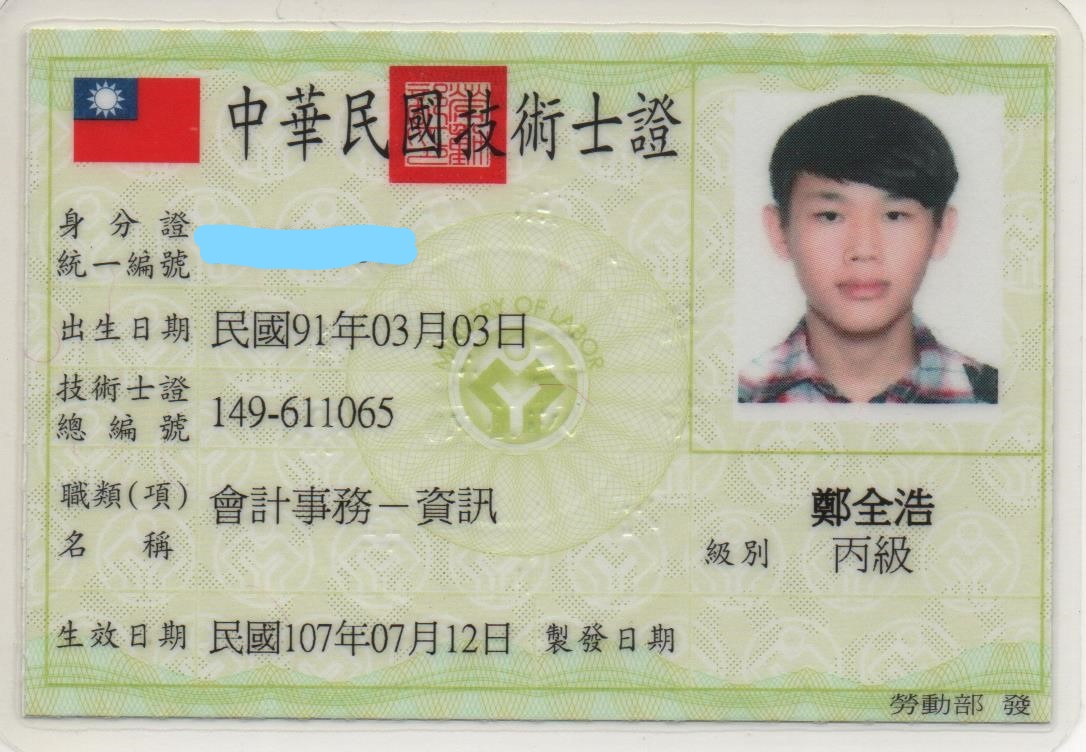 中華民國技術士證
身分證
統一編號
出生日期 民國91年03月03日
技術士證
總編號 149-611065
職類(項)
名稱 會計事務－資訊
鄭全浩
級別 丙級
生效日期 民國107年07月12日 製發日期
勞動部 發
MINISTRY OF LABOR